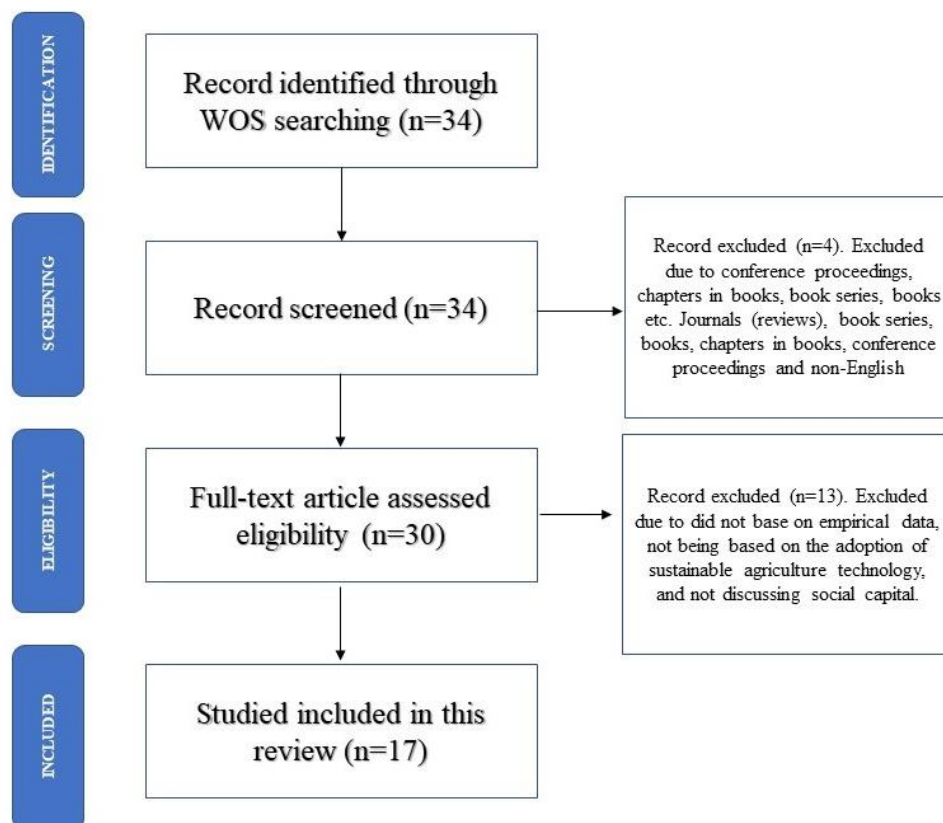 IDENTIFICATION
Record identified through
WOS searching (n=34)
SCREENING
Record screened (n=34)
Record excluded (n=4). Excluded
due to conference proceedings,
chapters in books, book series, books
etc. Journals (reviews), book series,
books, chapters in books, conference
proceedings and non-English
ELIGIBILITY
Full-text article assessed
eligibility (n=30)
Record excluded (n=13). Excluded
due to did not base on empirical data,
not being based on the adoption of
sustainable agriculture technology,
and not discussing social capital.
INCLUDED
Studied included in this
review (n=17)